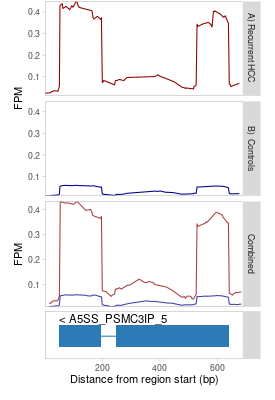 0.4
0.3
0.2
0.1
FPM
A) Recurrent HCC
0.4
0.3
0.2
0.1
B) Controls
0.4
0.3
0.2
0.1
FPM
Combined
< A5SS_PSMC3IP_5
200
400
600
Distance from region start (bp)